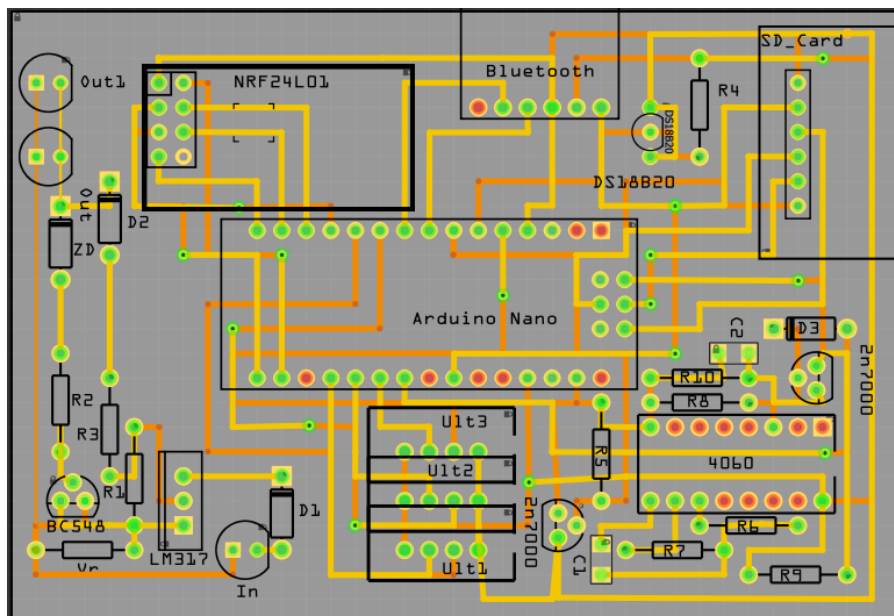 SD_Card
Out1
NRF24L01
Bluetooth
R4
DS18B20
DS18B20
Out
D2
ZD
Arduino Nano
C2
D3
2n7000
R10
R8
R2
R3
Ult3
4060
Ult2
R5
R1
BC548
D1
2n7000
R6
LM317
C1
R7
Vr
Ult1
R9
In